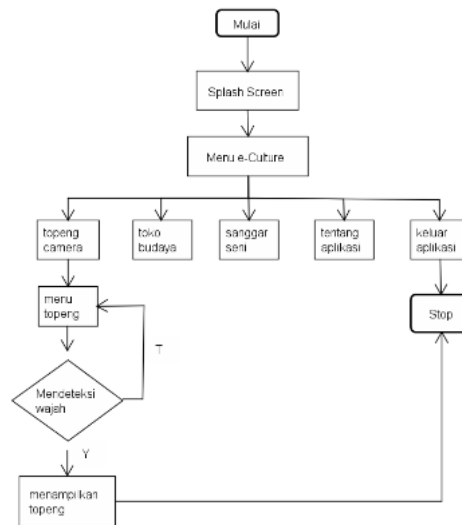 Mulai
Splash Screen
Menu e-Culture
topeng
camera
toko
budaya
sanggar
seni
tentang
aplikasi
keluar
aplikasi
menu
topeng
Stop
T
Mendeteksi
wajah
Y
menampilkan
topeng